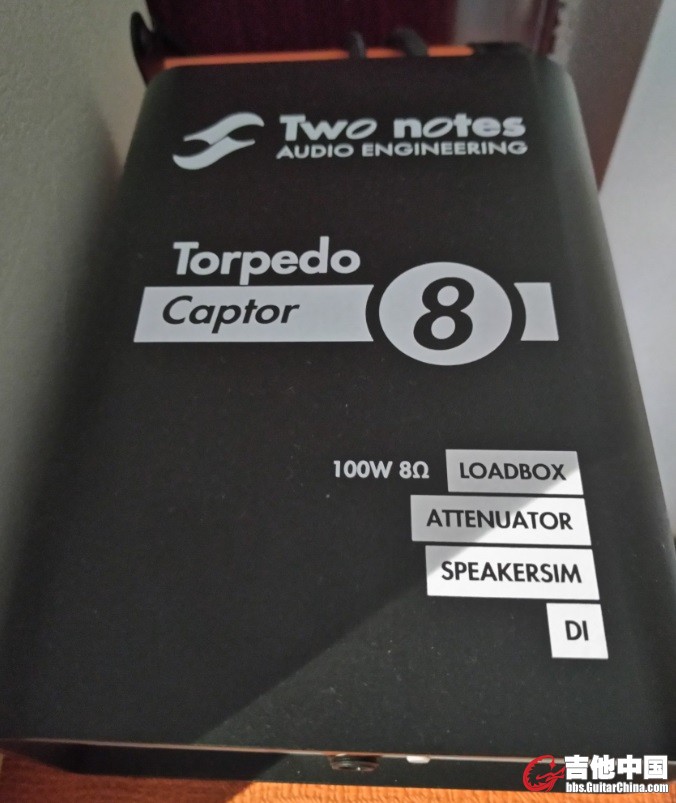 Two notes
AUDIO ENGINEERING
Torpedo
Captor 8
100W 8Ω LOADBOX
ATTENUATOR
SPEAKERSIM
DI
吉他中国
bbs.GuitarChina.com